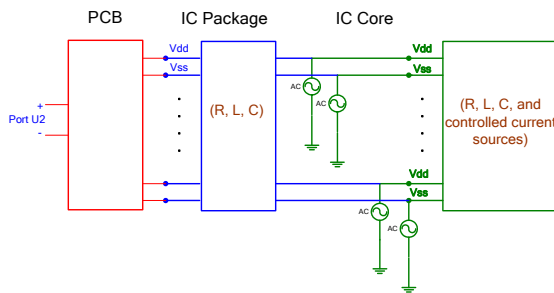 PCB
IC Package
IC Core
Vdd
Vss
Vdd
Vss
AC
AC
+
Port U2
-
(R, L, C)
(R, L, C, and
controlled current
sources)
Vdd
Vss
AC
AC